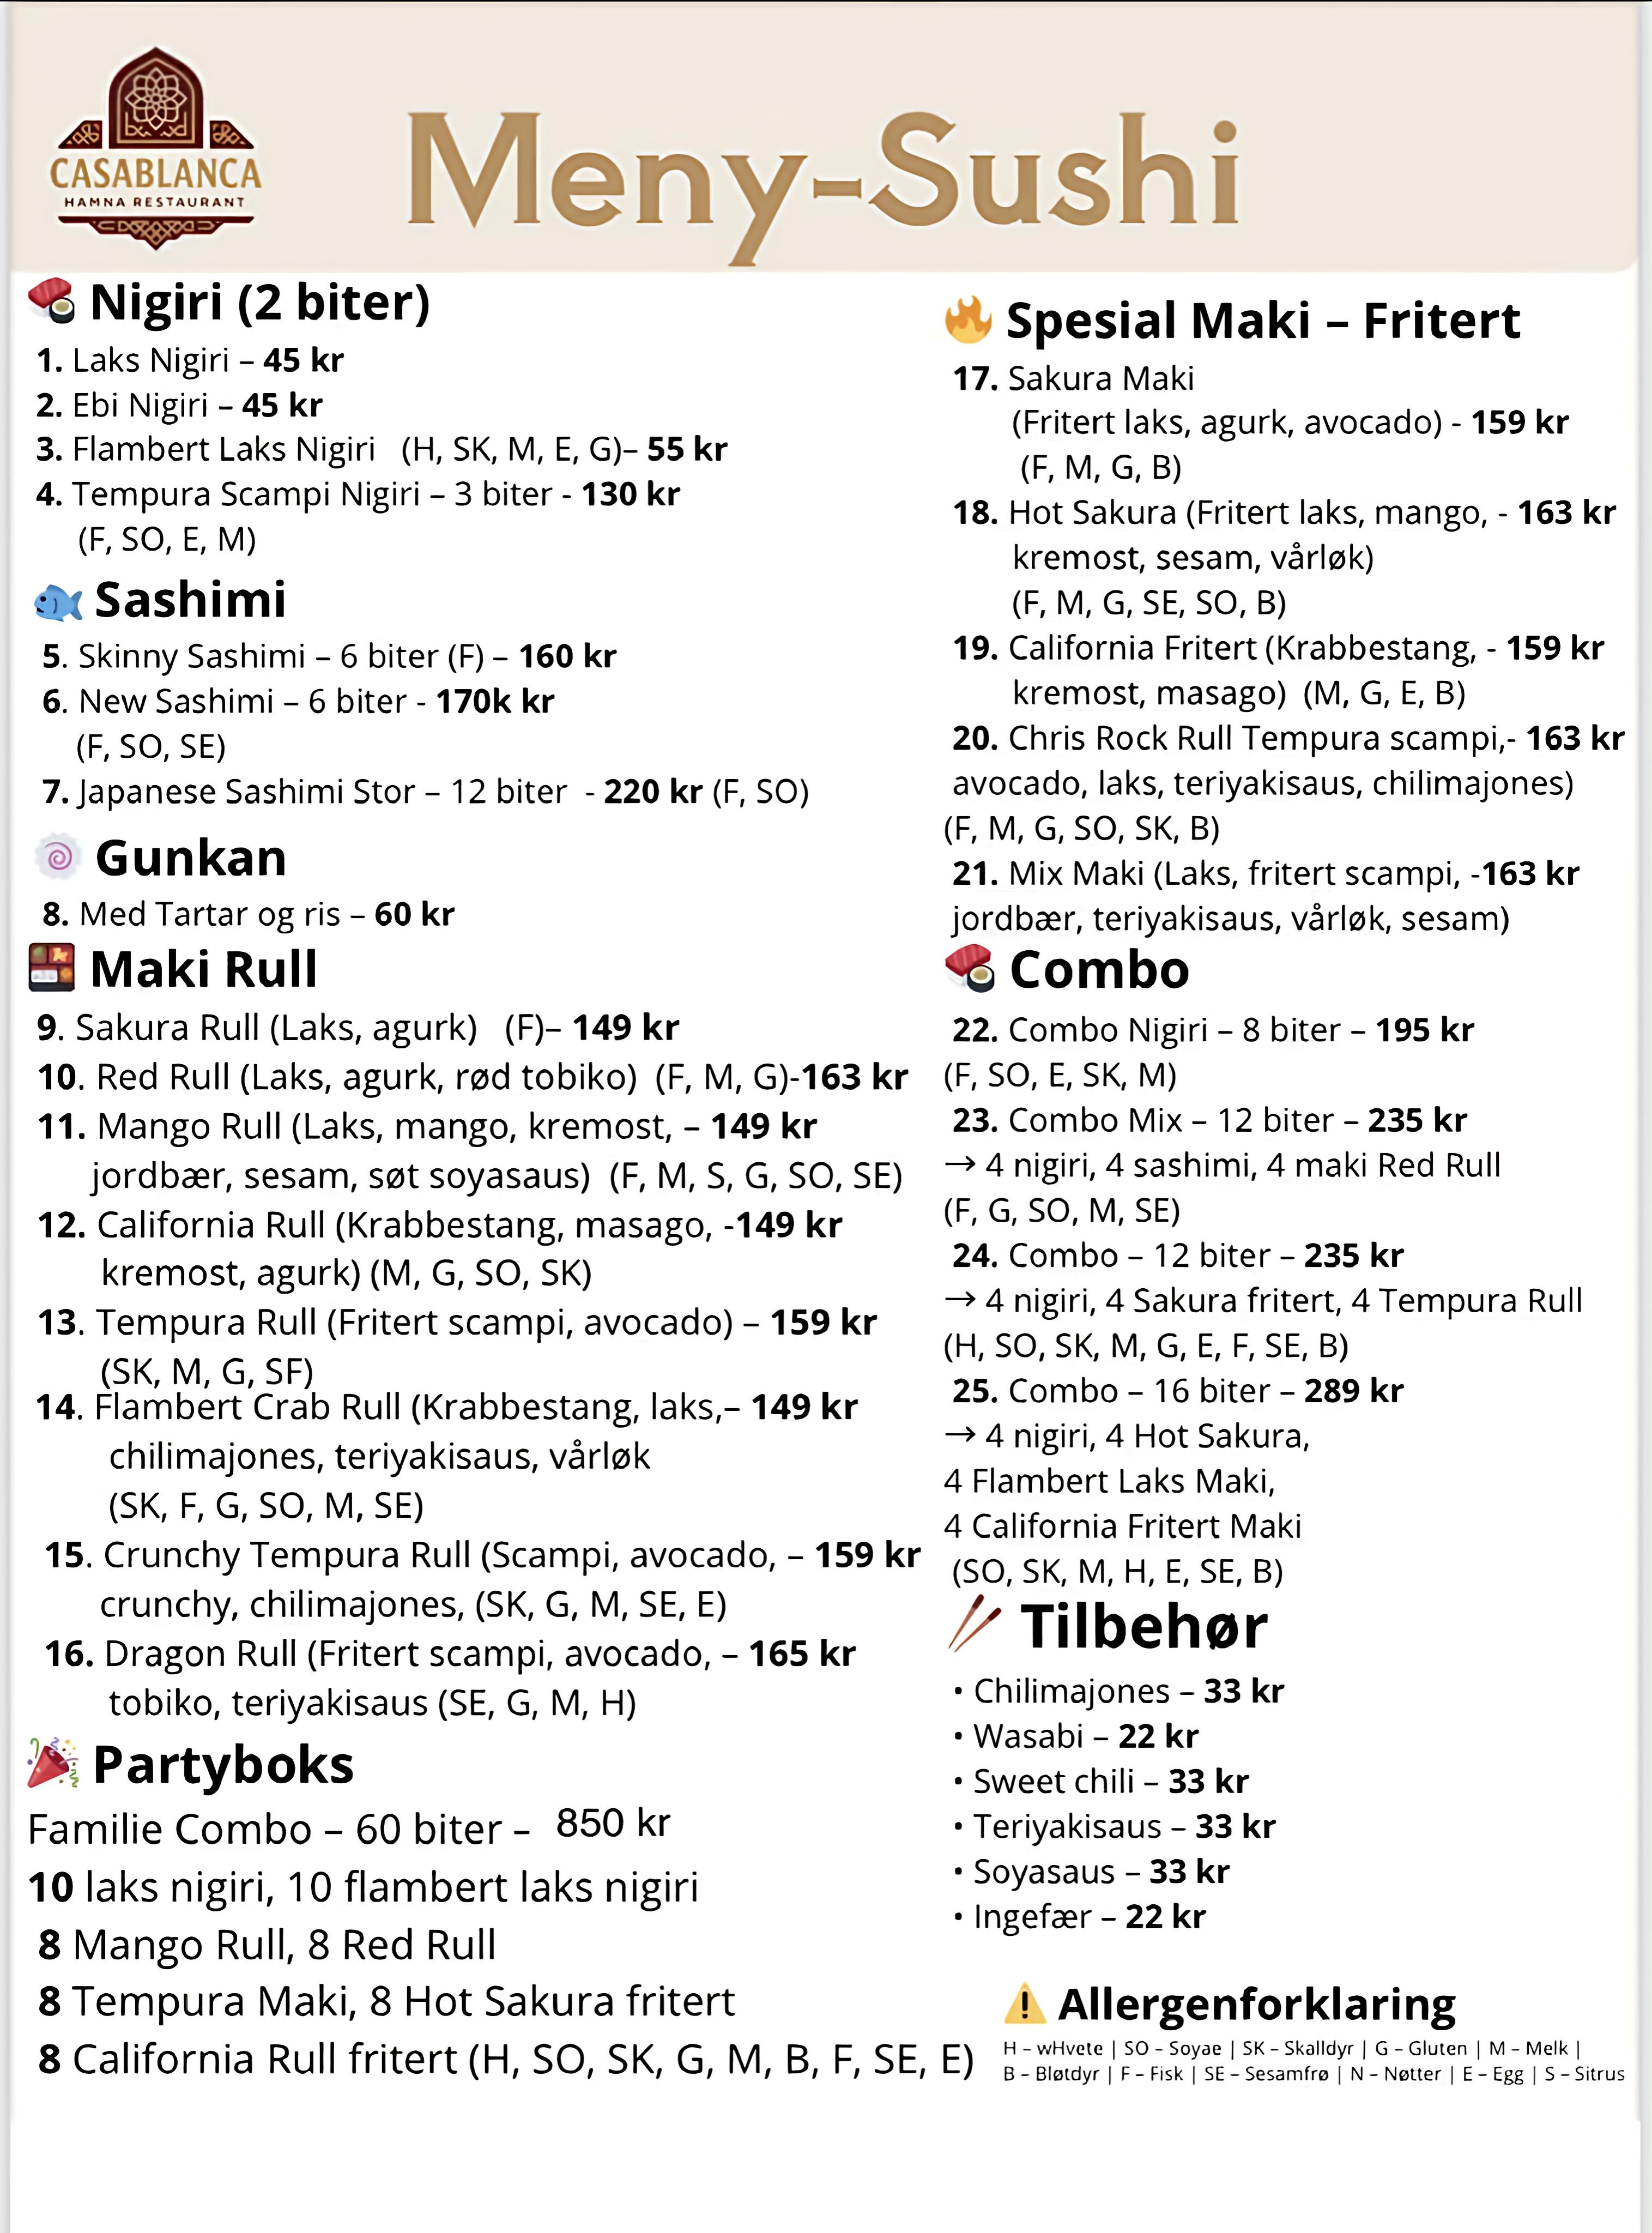 CASABLANCA
HAMNA RESTAURANT
Meny-Sushi
Nigiri (2 biter)
1. Laks Nigiri – 45 kr
2. Ebi Nigiri – 45 kr
3. Flambert Laks Nigiri (H, SK, M, E, G)– 55 kr
4. Tempura Scampi Nigiri – 3 biter - 130 kr
(F, SO, E, M)
Sashimi
5. Skinny Sashimi – 6 biter (F) – 160 kr
6. New Sashimi – 6 biter - 170k kr
(F, SO, SE)
7. Japanese Sashimi Stor – 12 biter - 220 kr (F, SO)
Gunkan
8. Med Tartar og ris – 60 kr
Maki Rull
9. Sakura Rull (Laks, agurk) (F)– 149 kr
10. Red Rull (Laks, agurk, rød tobiko) (F, M, G)-163 kr
11. Mango Rull (Laks, mango, kremost, – 149 kr
jordbær, sesam, søt soyasaus) (F, M, S, G, SO, SE)
12. California Rull (Krabbestang, masago, -149 kr
kremost, agurk) (M, G, SO, SK)
13. Tempura Rull (Fritert scampi, avocado) – 159 kr
(SK, M, G, SF)
14. Flambert Crab Rull (Krabbestang, laks,– 149 kr
chilimajones, teriyakisaus, vårløk
(SK, F, G, SO, M, SE)
15. Crunchy Tempura Rull (Scampi, avocado, – 159 kr
crunchy, chilimajones, (SK, G, M, SE, E)
16. Dragon Rull (Fritert scampi, avocado, – 165 kr
tobiko, teriyakisaus (SE, G, M, H)
Partyboks
Familie Combo – 60 biter – 850 kr
10 laks nigiri, 10 flambert laks nigiri
8 Mango Rull, 8 Red Rull
8 Tempura Maki, 8 Hot Sakura fritert
8 California Rull fritert (H, SO, SK, G, M, B, F, SE, E)
Spesial Maki – Fritert
17. Sakura Maki
(Fritert laks, agurk, avocado) - 159 kr
(F, M, G, B)
18. Hot Sakura (Fritert laks, mango, - 163 kr
kremost, sesam, vårløk)
(F, M, G, SE, SO, B)
19. California Fritert (Krabbestang, - 159 kr
kremost, masago) (M, G, E, B)
20. Chris Rock Rull Tempura scampi,- 163 kr
avocado, laks, teriyakisaus, chilimajones)
(F, M, G, SO, SK, B)
21. Mix Maki (Laks, fritert scampi, -163 kr
jordbær, teriyakisaus, vårløk, sesam)
Combo
22. Combo Nigiri – 8 biter – 195 kr
(F, SO, E, SK, M)
23. Combo Mix – 12 biter – 235 kr
→ 4 nigiri, 4 sashimi, 4 maki Red Rull
(F, G, SO, M, SE)
24. Combo – 12 biter – 235 kr
→ 4 nigiri, 4 Sakura fritert, 4 Tempura Rull
(H, SO, SK, M, G, E, F, SE, B)
25. Combo – 16 biter – 289 kr
→ 4 nigiri, 4 Hot Sakura,
4 Flambert Laks Maki,
4 California Fritert Maki
(SO, SK, M, H, E, SE, B)
Tilbehør
• Chilimajones – 33 kr
• Wasabi – 22 kr
• Sweet chili – 33 kr
• Teriyakisaus – 33 kr
• Soyasaus – 33 kr
• Ingefær – 22 kr
Allergenforklaring
H – wHvete | SO – Soyae | SK – Skalldyr | G – Gluten | M – Melk |
B – Bløtdyr | F – Fisk | SE – Sesamfrø | N – Nøtter | E – Egg | S – Sitrus